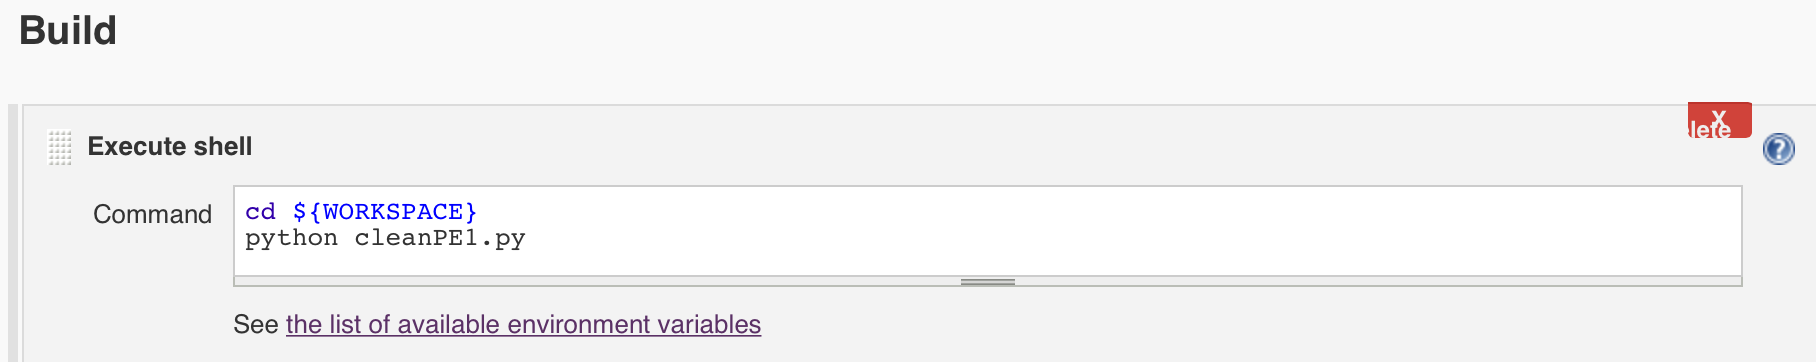 Build
Execute shell
X
lete
?
Command
cd ${WORKSPACE}
python cleanPE1.py
See the list of available environment variables